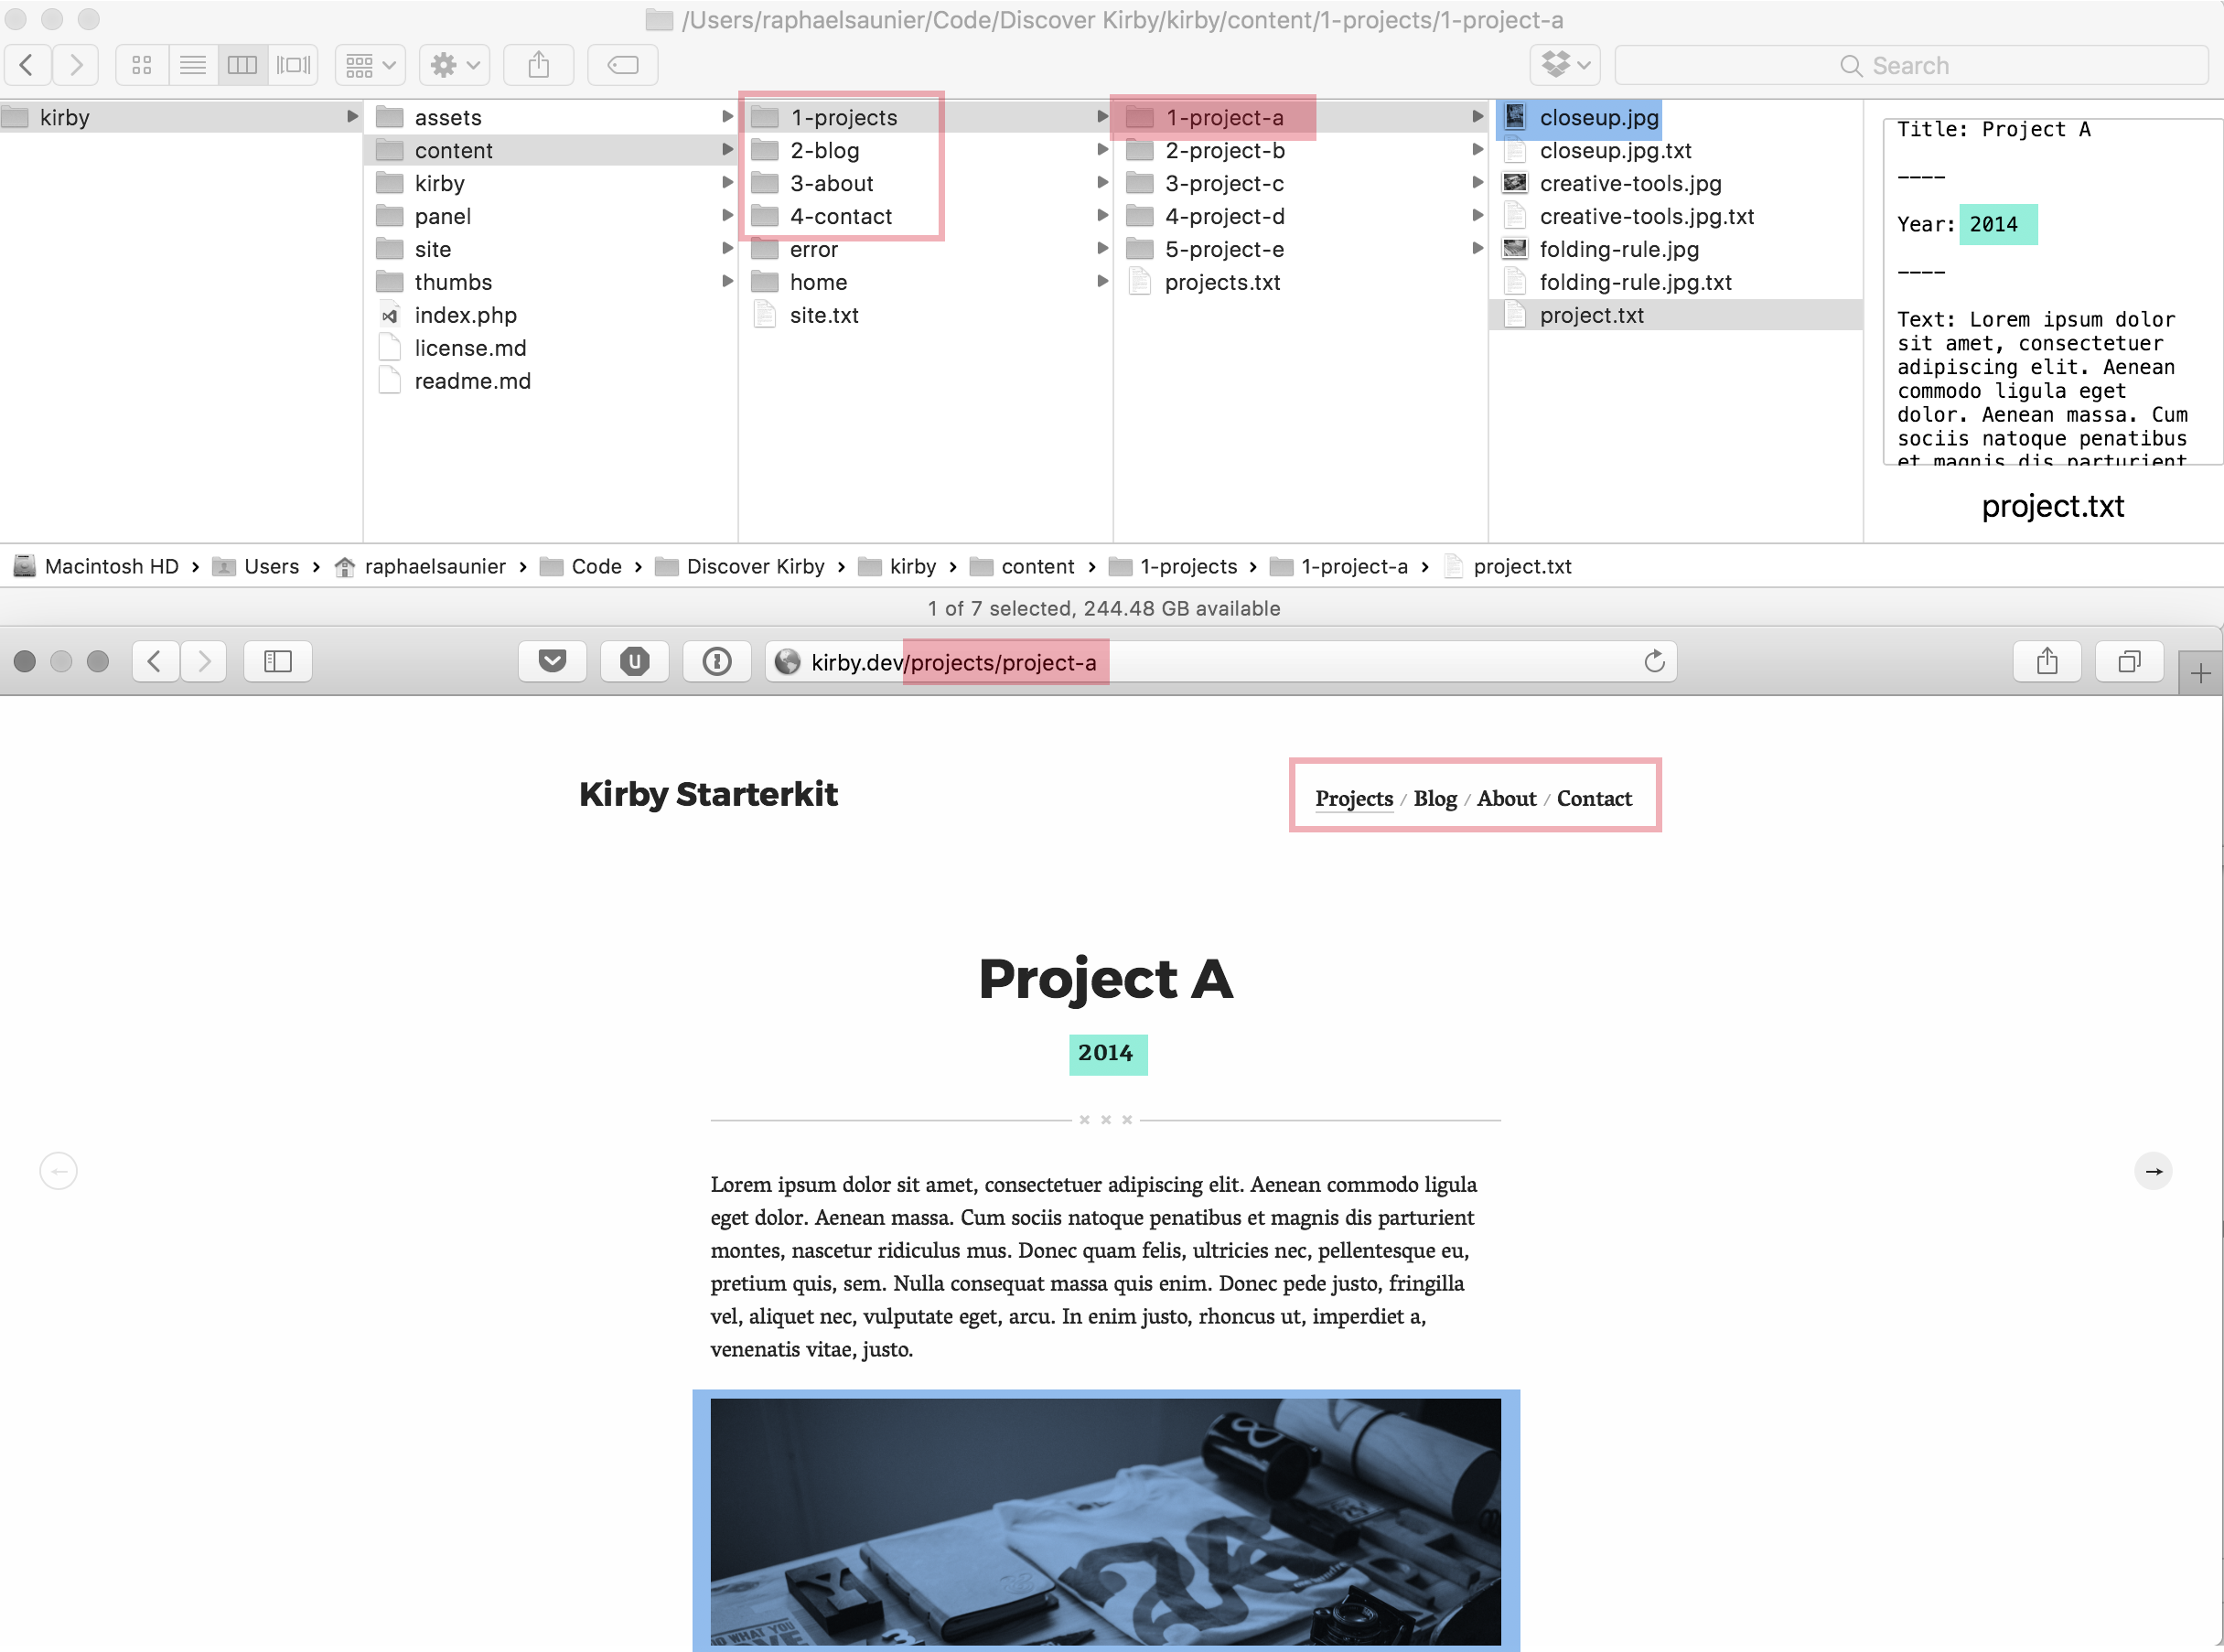 /Users/raphaelsaunier/Code/Discover Kirby/kirby/content/1-projects/1-project-a
Search
kirby
assets
content
kirby
panel
site
thumbs
index.php
license.md
readme.md
1-projects
2-blog
3-about
4-contact
error
home
site.txt
1-project-a
2-project-b
3-project-c
4-project-d
5-project-e
projects.txt
closeup.jpg
closeup.jpg.txt
creative-tools.jpg
creative-tools.jpg.txt
folding-rule.jpg
folding-rule.jpg.txt
project.txt
Title: Project A
----
Year: 2014
----
Text: Lorem ipsum dolor
sit amet, consectetuer
adipiscing elit. Aenean
commodo ligula eget
dolor. Aenean massa. Cum
sociis natoque penatibus
et magnis dis parturient
project.txt
Macintosh HD › Users › raphaelsaunier › Code › Discover Kirby › kirby › content › 1-projects › 1-project-a › project.txt
1 of 7 selected, 244.48 GB available
kirby.dev/projects/project-a
Kirby Starterkit
Projects / Blog / About / Contact
Project A
2014
Lorem ipsum dolor sit amet, consectetuer adipiscing elit. Aenean commodo ligula
eget dolor. Aenean massa. Cum sociis natoque penatibus et magnis dis parturient
montes, nascetur ridiculus mus. Donec quam felis, ultricies nec, pellentesque eu,
pretium quis, sem. Nulla consequat massa quis enim. Donec pede justo, fringilla
vel, aliquet nec, vulputate eget, arcu. In enim justo, rhoncus ut, imperdiet a,
venenatis vitae, justo.
8
Y
WHAT YOU
3